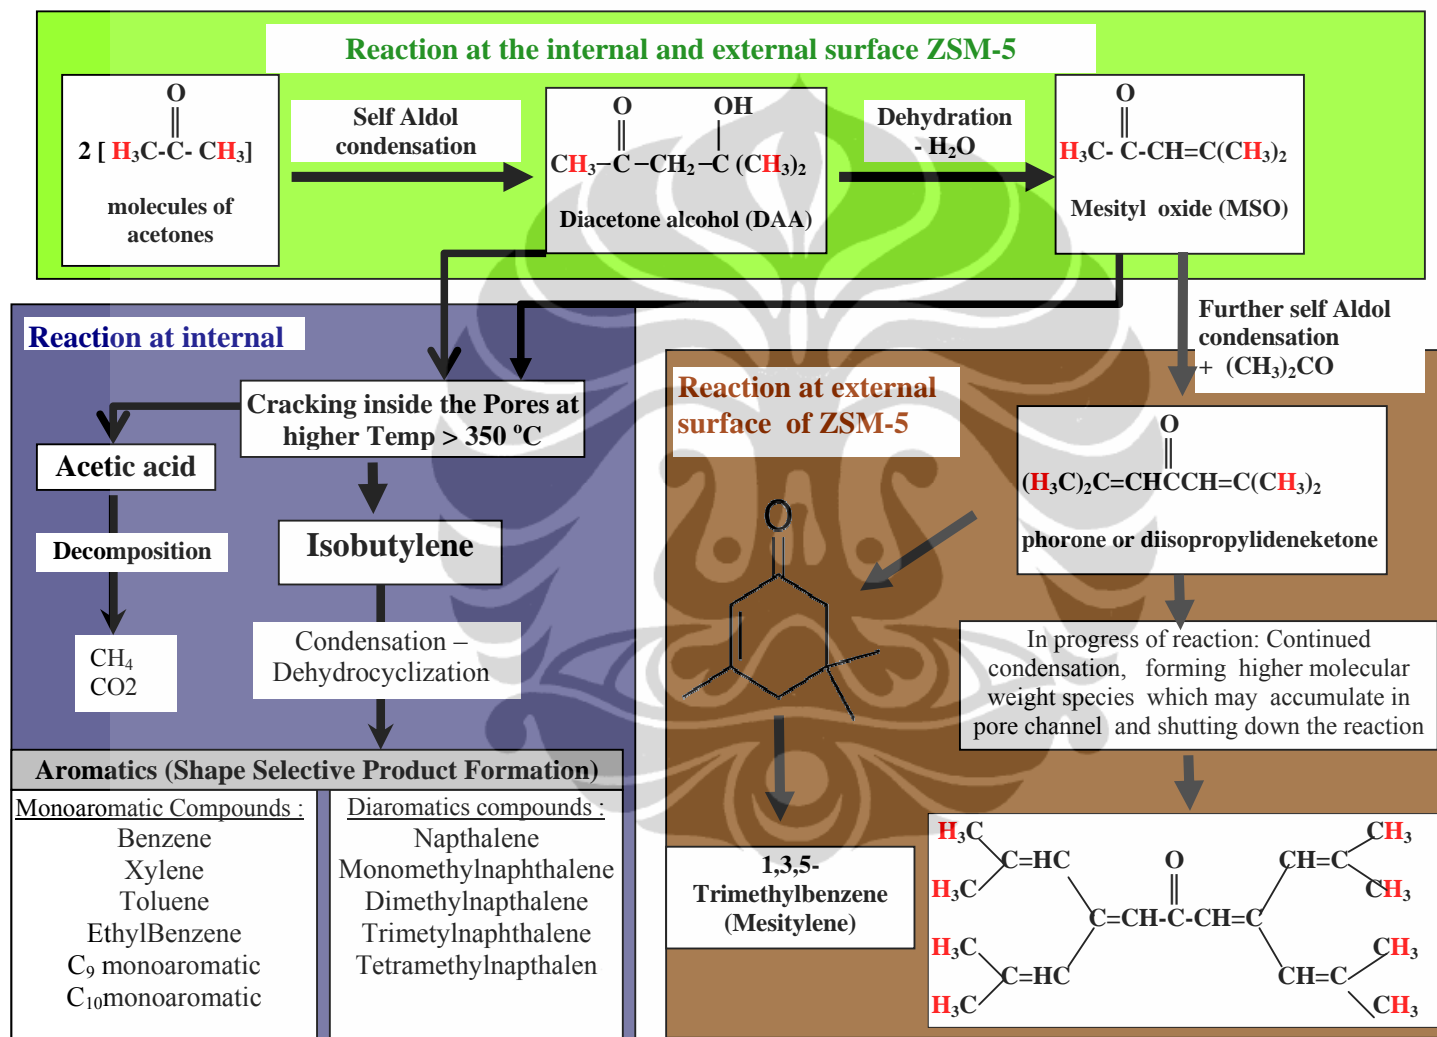 Reaction at the internal and external surface ZSM-5
O
||
2 [ H₃C-C- CH₃]
molecules of
acetones
Self Aldol
condensation
O OH
CH₃–C–CH₂–C (CH₃)₂
Diacetone alcohol (DAA)
Dehydration
- H₂O
O
H₃C- C-CH=C(CH₃)₂
Mesityl oxide (MSO)
Further self Aldol
condensation
+ (CH₃)₂CO
Reaction at internal
Cracking inside the Pores at
higher Temp > 350 °C
Acetic acid
Decomposition
CH₄
CO2
Isobutylene
Condensation –
Dehydrocyclization
Aromatics (Shape Selective Product Formation)
Monoaromatic Compounds :
Benzene
Xylene
Toluene
EthylBenzene
C₉ monoaromatic
C₁₀monoaromatic
Diaromatics compounds :
Napthalene
Monomethylnaphthalene
Dimethylnapthalene
Trimetylnaphthalene
Tetramethylnapthalen
Reaction at external
surface of ZSM-5
O
(H₃C)₂C=CHCCH=C(CH₃)₂
phorone or diisopropylideneketone
O
In progress of reaction: Continued
condensation, forming higher molecular
weight species which may accumulate in
pore channel and shutting down the reaction
1,3,5-
Trimethylbenzene
(Mesitylene)
H₃C CH₃
C=HC O CH=C
H₃C CH₃
C=CH-C-CH=C
H₃C CH₃
C=HC CH=C
H₃C CH₃